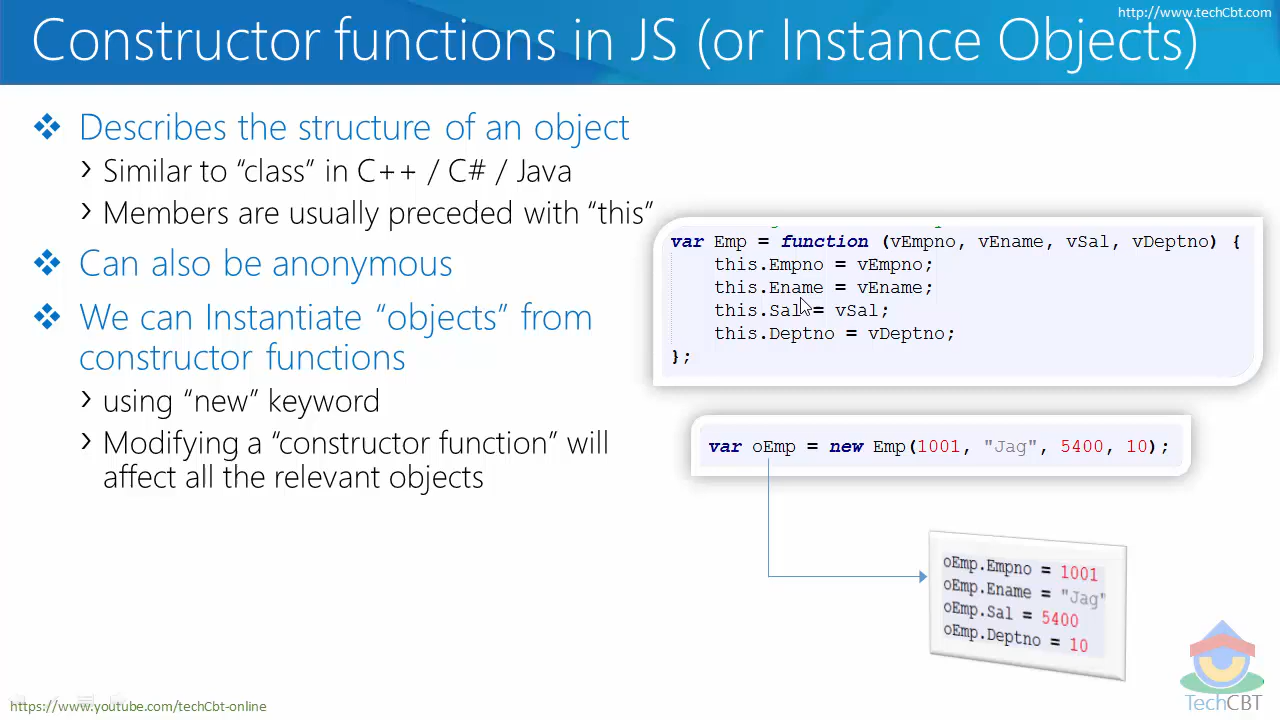 http://www.techCbt.com
Constructor functions in JS (or Instance Objects)
Describes the structure of an object
Similar to “class” in C++ / C# / Java
Members are usually preceded with “this”
Can also be anonymous
We can Instantiate “objects” from
constructor functions
using “new” keyword
Modifying a “constructor function” will
affect all the relevant objects
var Emp = function (vEmpno, vEname, vSal, vDeptno) {
this.Empno = vEmpno;
this.Ename = vEname;
this.Sal = vSal;
this.Deptno = vDeptno;
};
var oEmp = new Emp(1001, "Jag", 5400, 10);
oEmp.Empno = 1001
oEmp.Ename = "Jag"
oEmp.Sal = 5400
oEmp.Deptno = 10
TechCBT
https://www.youtube.com/techCbt-online